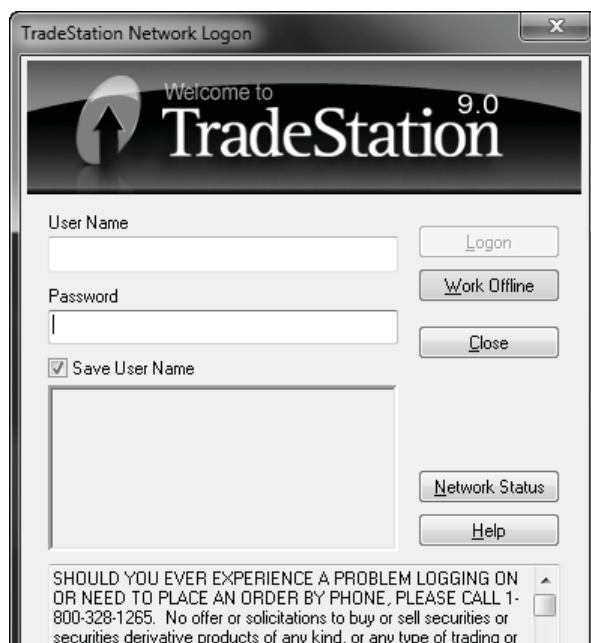 TradeStation Network Logon
x
Welcome to
9.0
TradeStation
User Name
Logon
Work Offline
Password
Close
Save User Name
Network Status
Help
SHOULD YOU EVER EXPERIENCE A PROBLEM LOGGING ON
OR NEED TO PLACE AN ORDER BY PHONE, PLEASE CALL 1-
800-328-1265. No offer or solicitations to buy or sell securities or
securities derivative products of any kind, or any type of trading or